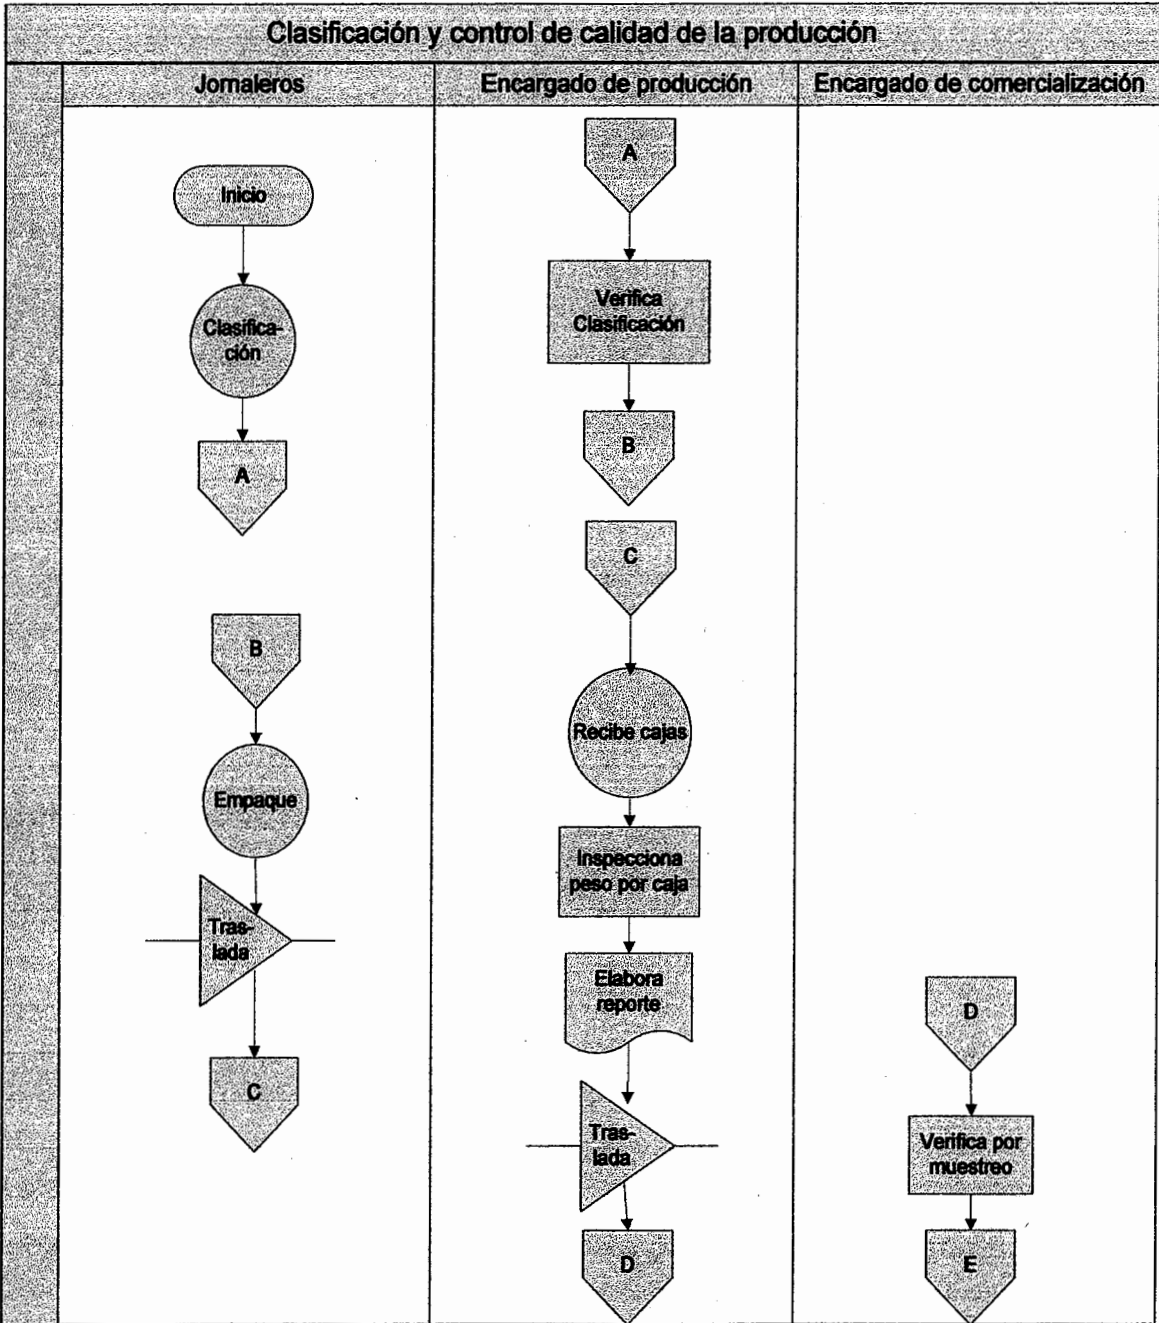 Clasificación y control de calidad de la producción
Jornaleros
Encargado de producción
Encargado de comercialización
Inicio
Clasifica-
ción
A
B
Empaque
Tras-
lada
C
A
Verifica
Clasificación
B
C
Recibe cajas
Inspecciona
peso por caja
Elabora
reporte
Tras-
lada
D
D
Verifica por
muestreo
E